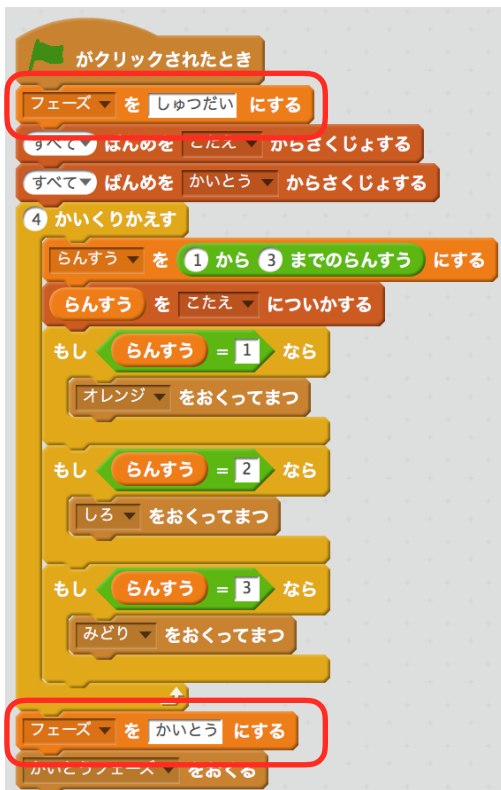 がクリックされたとき
フェーズ を しゅつだい にする
すべて ばんめを こたえ からさくじょする
すべて ばんめを かいとう からさくじょする
4 かいくりかえす
らんすう を 1 から 3 までのらんすう にする
らんすう を こたえ についかする
もし らんすう = 1 なら
オレンジ をおくってまつ
もし らんすう = 2 なら
しろ をおくってまつ
もし らんすう = 3 なら
みどり をおくってまつ
フェーズ を かいとう にする
かいとうフェーズ をおくる